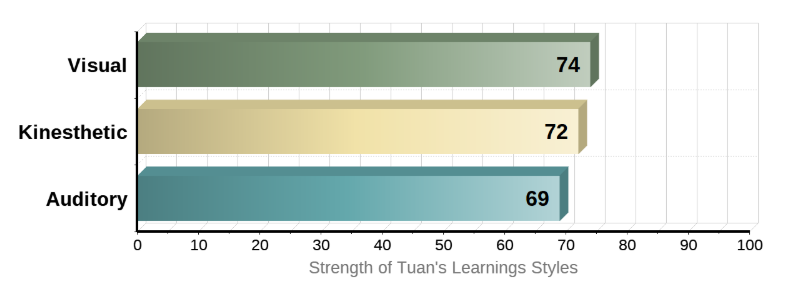 Visual
74
Kinesthetic
72
Auditory
69
0 10 20 30 40 50 60 70 80 90 100
Strength of Tuan's Learnings Styles